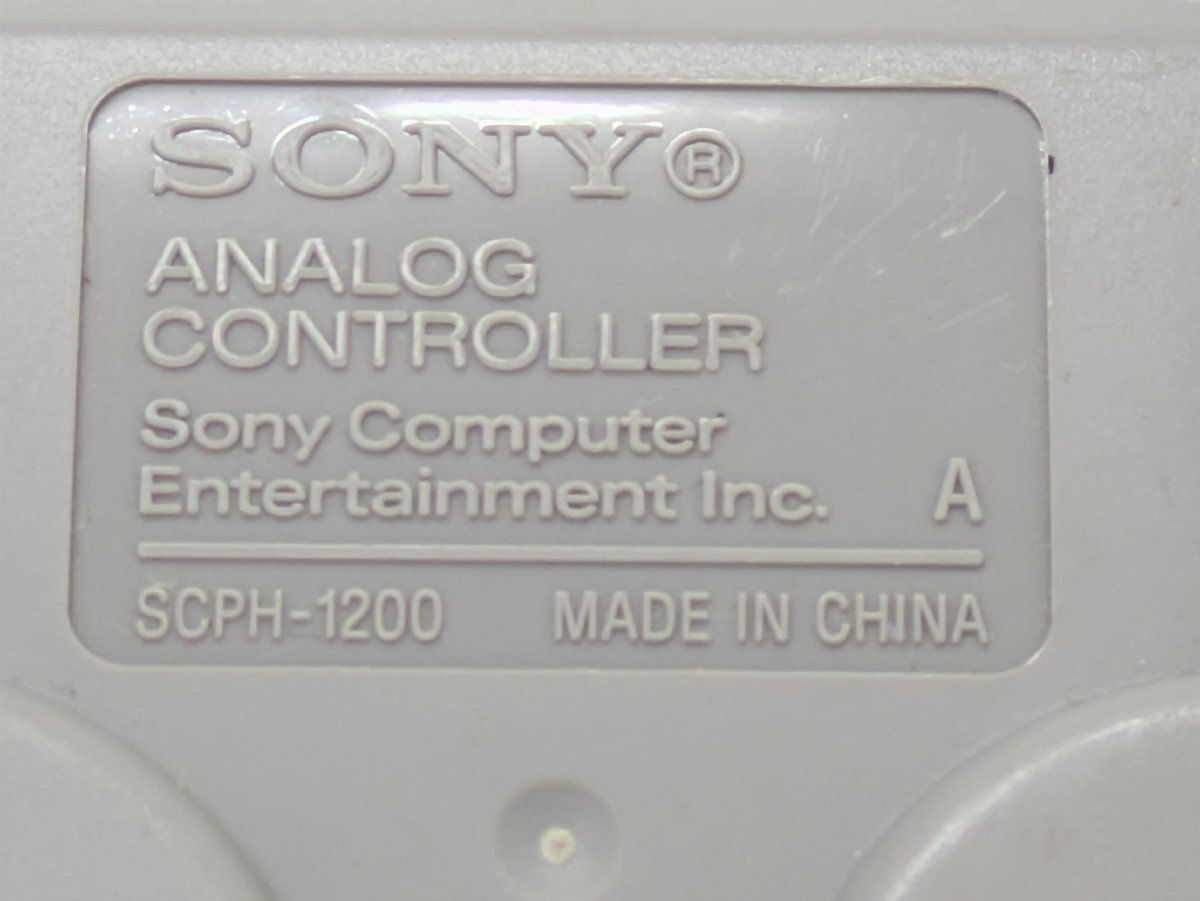 SONY®
ANALOG
CONTROLLER
Sony Computer
Entertainment Inc. A
SCPH-1200 MADE IN CHINA